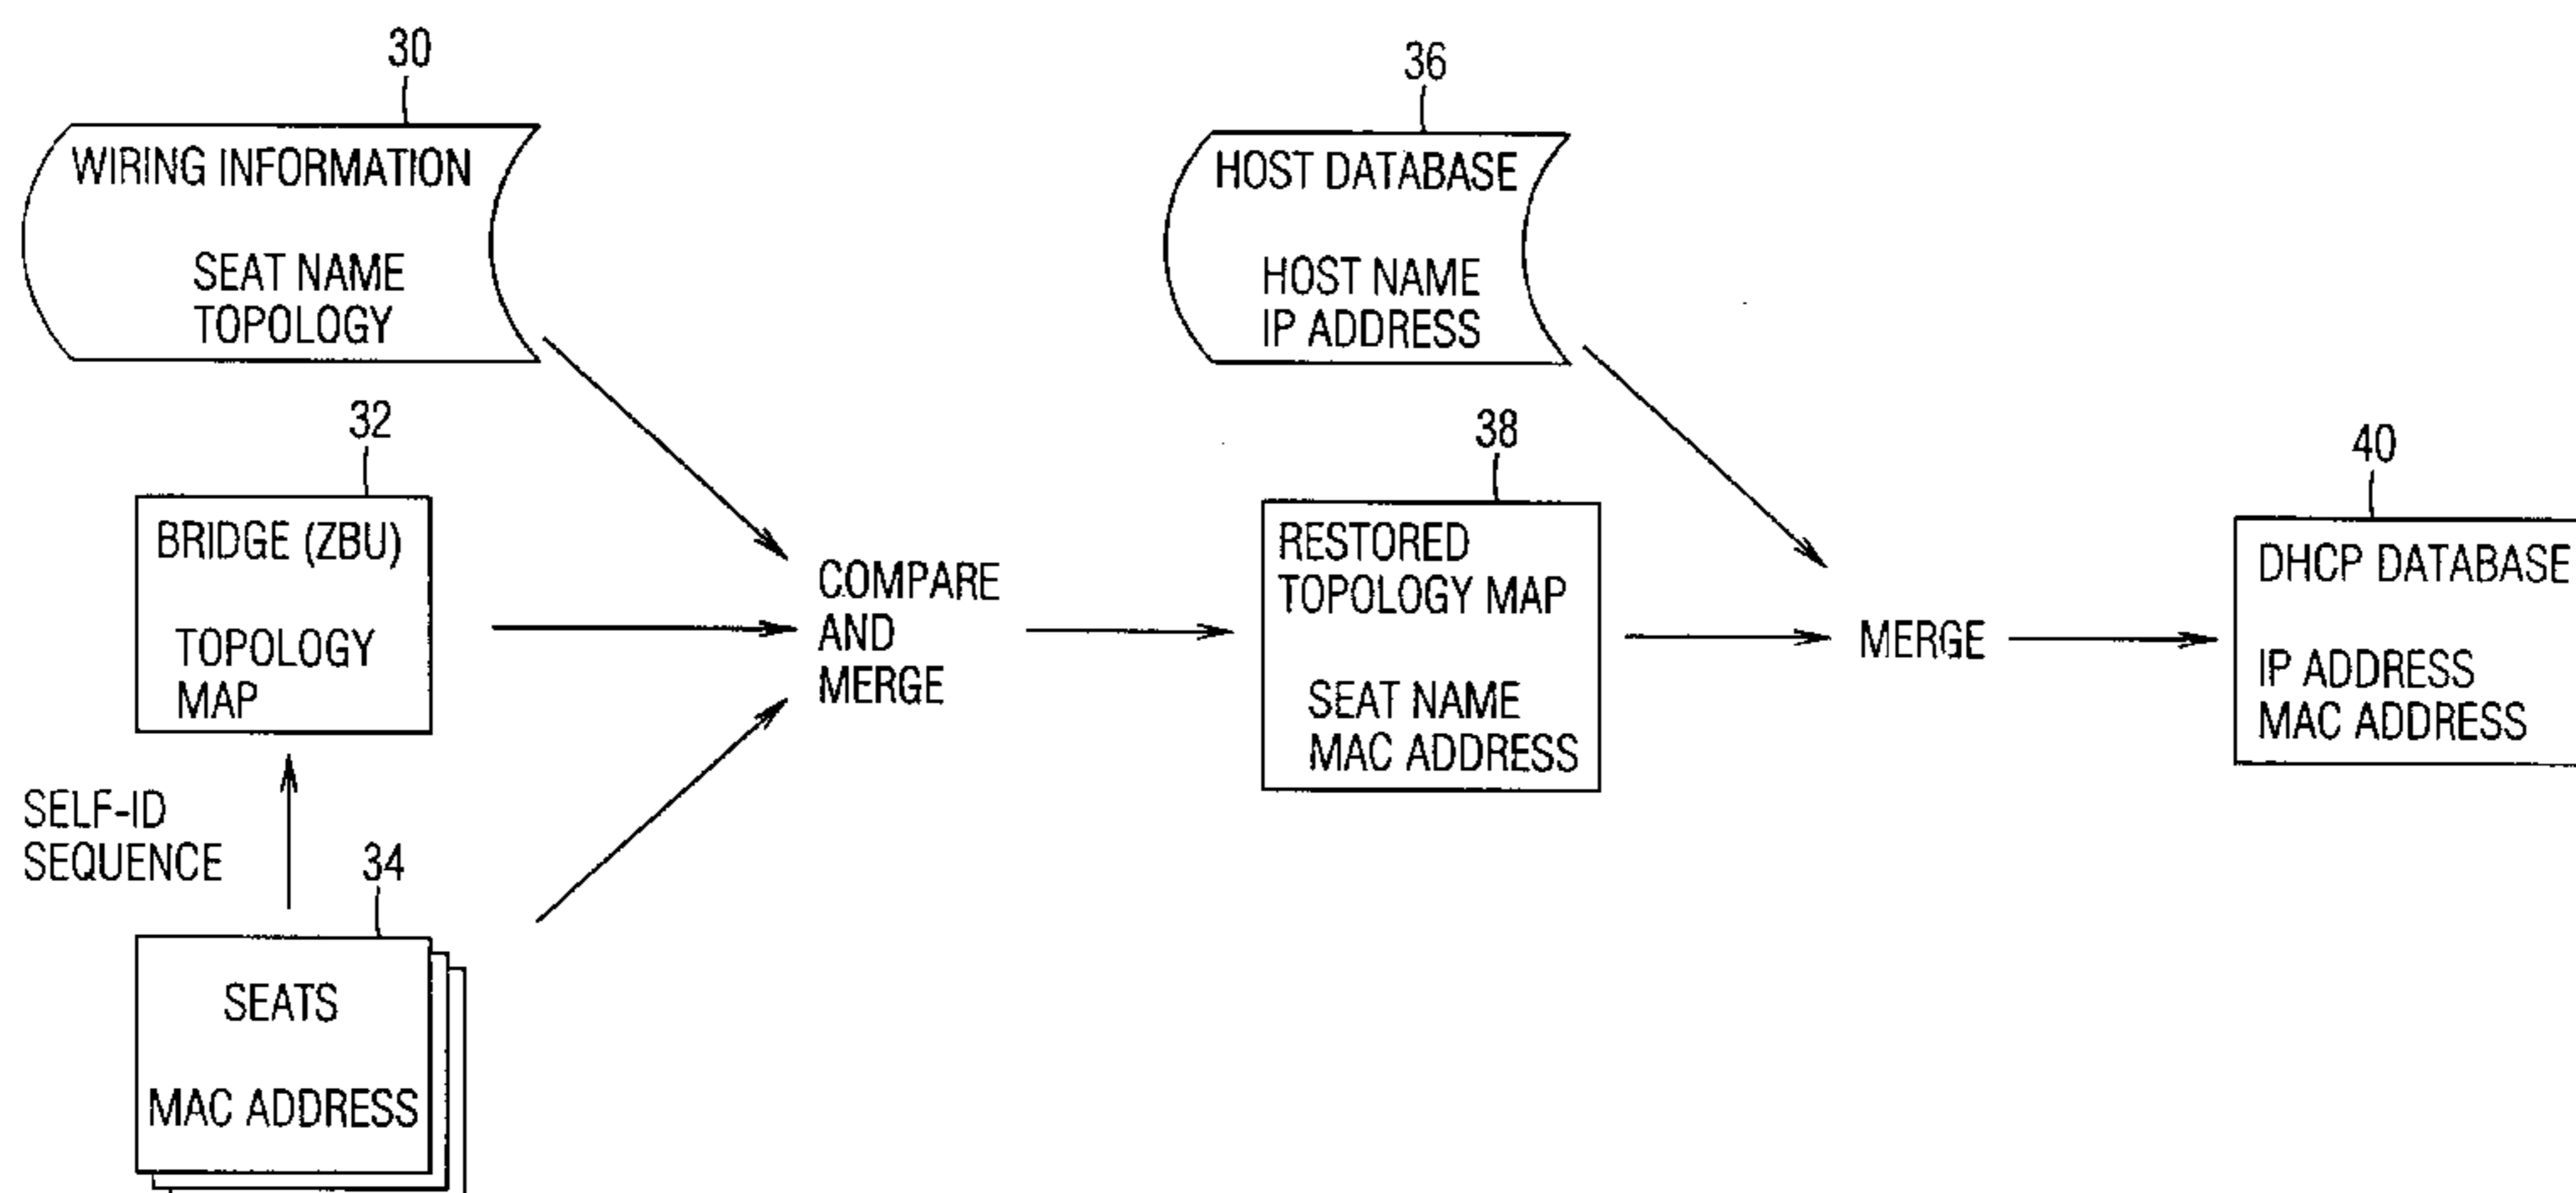 30
WIRING INFORMATION
SEAT NAME
TOPOLOGY
32
BRIDGE (ZBU)
TOPOLOGY
MAP
SELF-ID
SEQUENCE
34
SEATS
MAC ADDRESS
COMPARE
AND
MERGE
36
HOST DATABASE
HOST NAME
IP ADDRESS
38
RESTORED
TOPOLOGY MAP
SEAT NAME
MAC ADDRESS
MERGE
40
DHCP DATABASE
IP ADDRESS
MAC ADDRESS